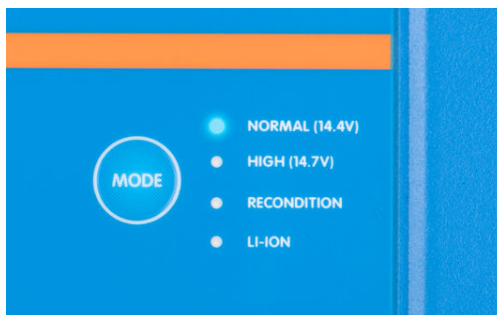 MODE
NORMAL (14.4V)
HIGH (14.7V)
RECONDITION
LI-ION